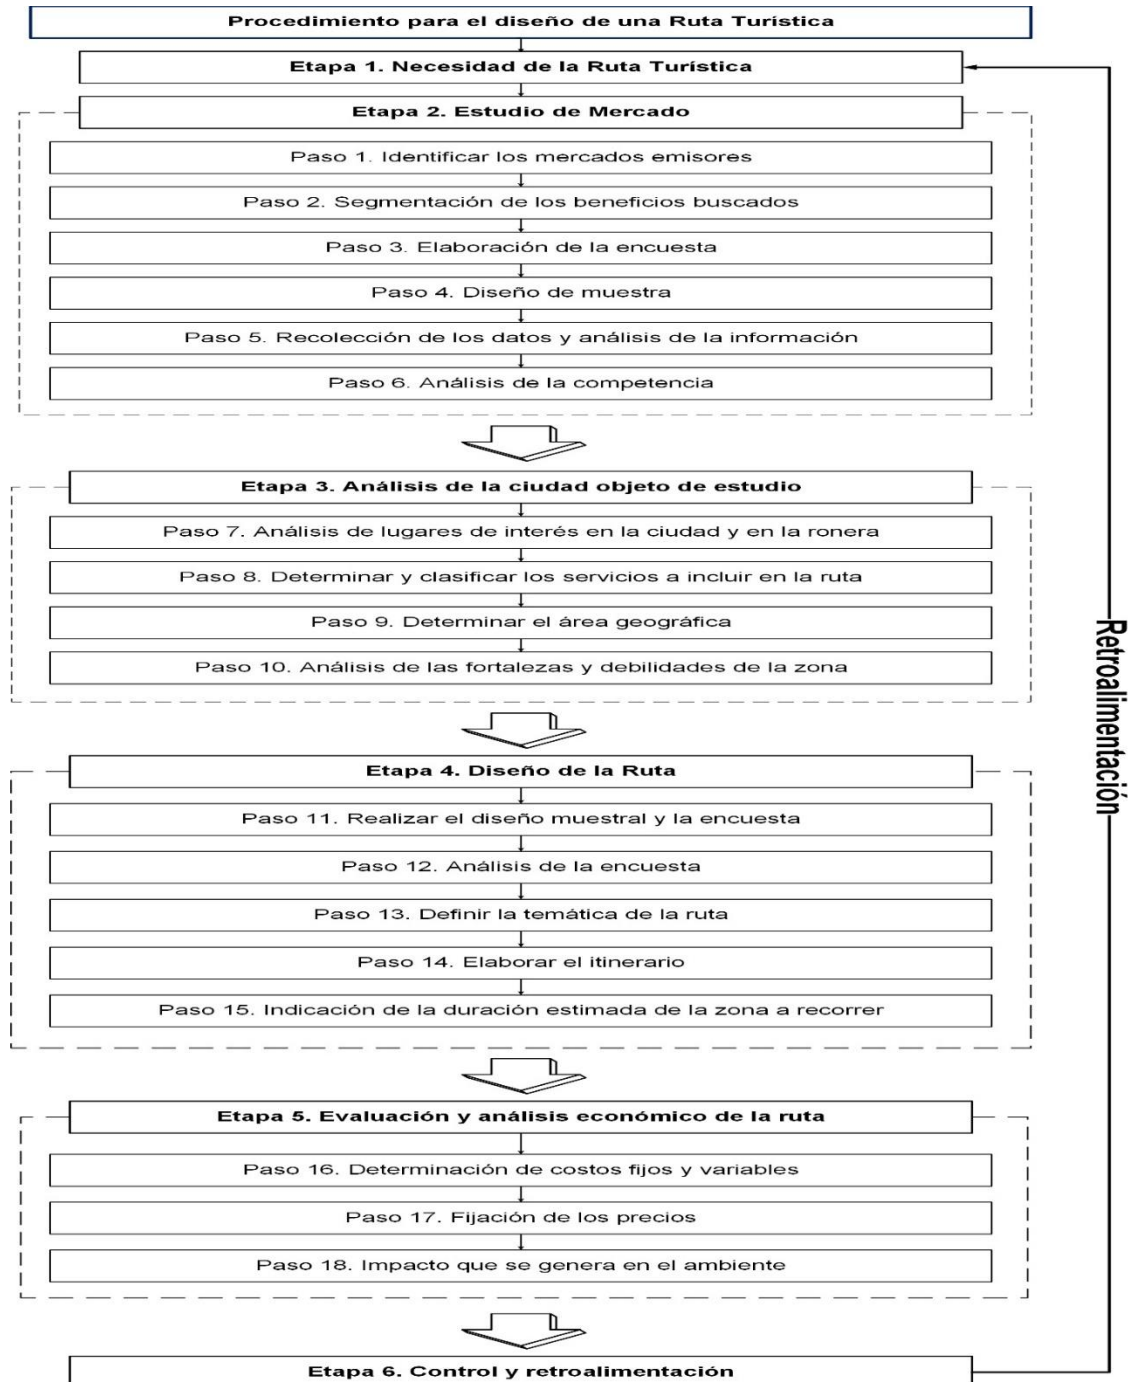 Procedimiento para el diseño de una Ruta Turística
Etapa 1. Necesidad de la Ruta Turística
Etapa 2. Estudio de Mercado
Paso 1. Identificar los mercados emisores
Paso 2. Segmentación de los beneficios buscados
Paso 3. Elaboración de la encuesta
Paso 4. Diseño de muestra
Paso 5. Recolección de los datos y análisis de la información
Paso 6. Análisis de la competencia
Etapa 3. Análisis de la ciudad objeto de estudio
Paso 7. Análisis de lugares de interés en la ciudad y en la ronera
Paso 8. Determinar y clasificar los servicios a incluir en la ruta
Paso 9. Determinar el área geográfica
Paso 10. Análisis de las fortalezas y debilidades de la zona
Etapa 4. Diseño de la Ruta
Paso 11. Realizar el diseño muestral y la encuesta
Paso 12. Análisis de la encuesta
Paso 13. Definir la temática de la ruta
Paso 14. Elaborar el itinerario
Paso 15. Indicación de la duración estimada de la zona a recorrer
Etapa 5. Evaluación y análisis económico de la ruta
Paso 16. Determinación de costos fijos y variables
Paso 17. Fijación de los precios
Paso 18. Impacto que se genera en el ambiente
Etapa 6. Control y retroalimentación
Retroalimentación